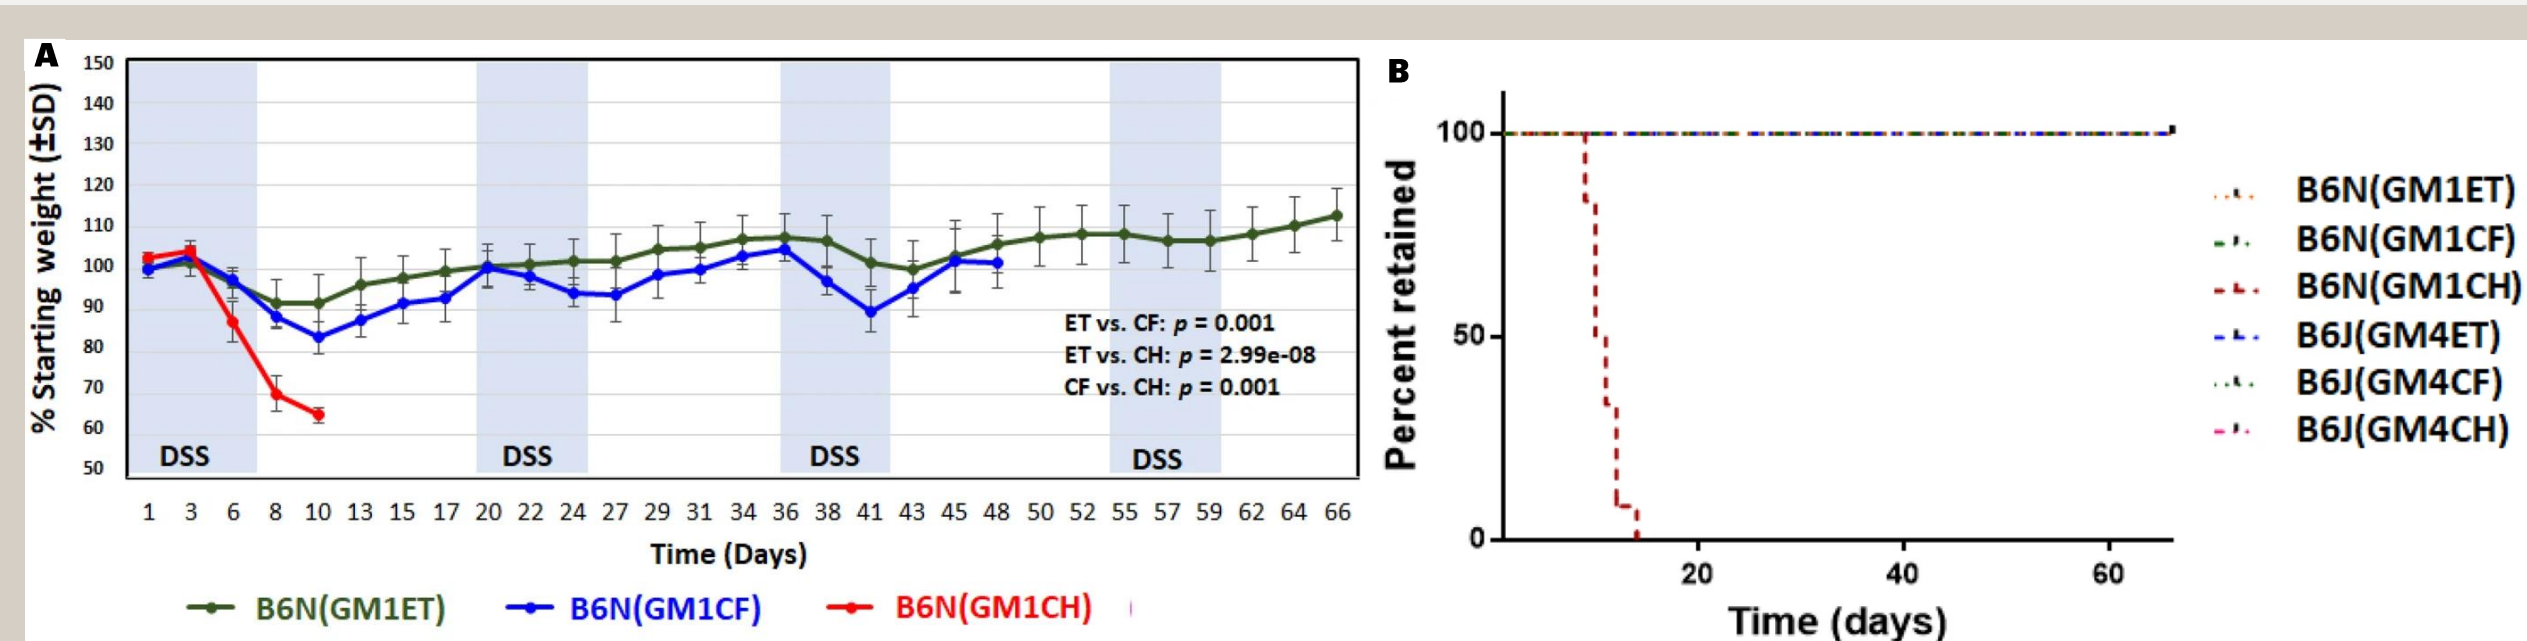 A
% Starting weight (±SD)
150
140
130
120
110
100
90
80
70
60
50
ET vs. CF: p = 0.001
ET vs. CH: p = 2.99e-08
CF vs. CH: p = 0.001
DSS DSS DSS DSS
1 3 6 8 10 13 15 17 20 22 24 27 29 31 34 36 38 41 43 45 48 50 52 55 57 59 62 64 66
Time (Days)
B6N(GM1ET) B6N(GM1CF) B6N(GM1CH)
B
Percent retained
100
50
0
20 40 60
Time (days)
B6N(GM1ET)
B6N(GM1CF)
B6N(GM1CH)
B6J(GM4ET)
B6J(GM4CF)
B6J(GM4CH)